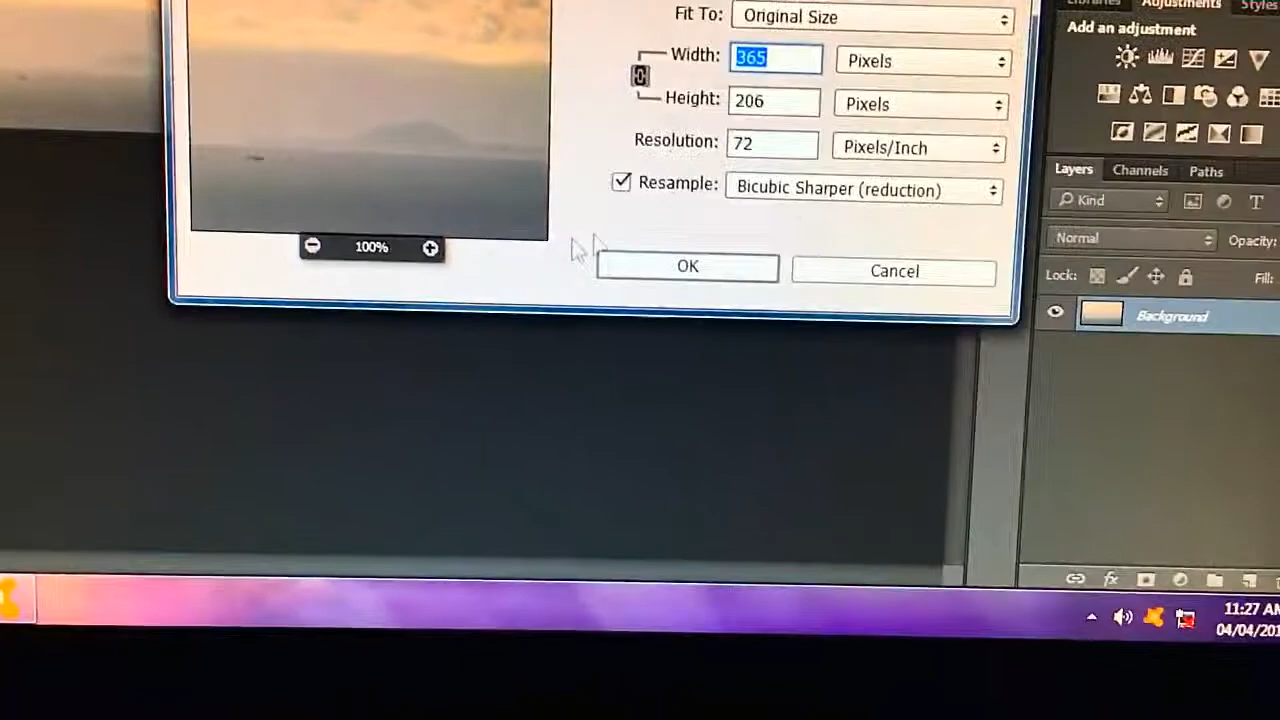 Adjustments
Styles
Fit To: Original Size
Add an adjustment
Width: 365 Pixels
Height: 206 Pixels
Resolution: 72 Pixels/Inch
Resample: Bicubic Sharper (reduction)
Layers Channels Paths
Kind
Normal Opacity:
100%
OK Cancel
Lock: Fill:
Background
fx
11:27 AM
04/04/201